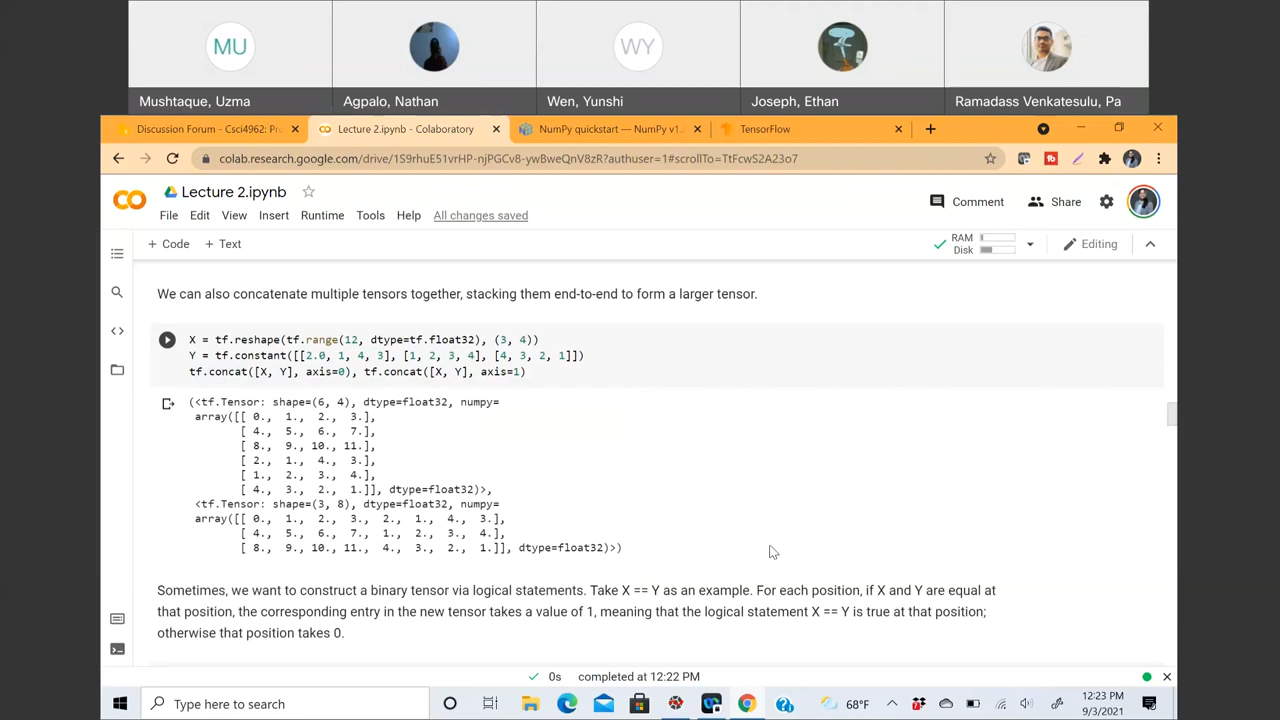 MU
WY
Mushtaque, Uzma
Agpalo, Nathan
Wen, Yunshi
Joseph, Ethan
Ramadass Venkatesulu, Pa
Discussion Forum - Csci4962: Pro
Lecture 2.ipynb - Colaboratory
NumPy quickstart — NumPy v1.
TensorFlow
colab.research.google.com/drive/1S9rhuE51vrHP-njPGCv8-ywBweQnV8zR?authuser=1#scrollTo=TtFcwS2A23o7
Lecture 2.ipynb
File Edit View Insert Runtime Tools Help All changes saved
Comment
Share
+ Code + Text
RAM
Disk
Editing
We can also concatenate multiple tensors together, stacking them end-to-end to form a larger tensor.
X = tf.reshape(tf.range(12, dtype=tf.float32), (3, 4))
Y = tf.constant([[2.0, 1, 4, 3], [1, 2, 3, 4], [4, 3, 2, 1]])
tf.concat([X, Y], axis=0), tf.concat([X, Y], axis=1)
(<tf.Tensor: shape=(6, 4), dtype=float32, numpy=
array([[ 0., 1., 2., 3.],
[ 4., 5., 6., 7.],
[ 8., 9., 10., 11.],
[ 2., 1., 4., 3.],
[ 1., 2., 3., 4.],
[ 4., 3., 2., 1.]], dtype=float32)>,
<tf.Tensor: shape=(3, 8), dtype=float32, numpy=
array([[ 0., 1., 2., 3., 2., 1., 4., 3.],
[ 4., 5., 6., 7., 1., 2., 3., 4.],
[ 8., 9., 10., 11., 4., 3., 2., 1.]], dtype=float32)>)
Sometimes, we want to construct a binary tensor via logical statements. Take X == Y as an example. For each position, if X and Y are equal at
that position, the corresponding entry in the new tensor takes a value of 1, meaning that the logical statement X == Y is true at that position;
otherwise that position takes 0.
0s completed at 12:22 PM
Type here to search
68°F
12:23 PM
9/3/2021